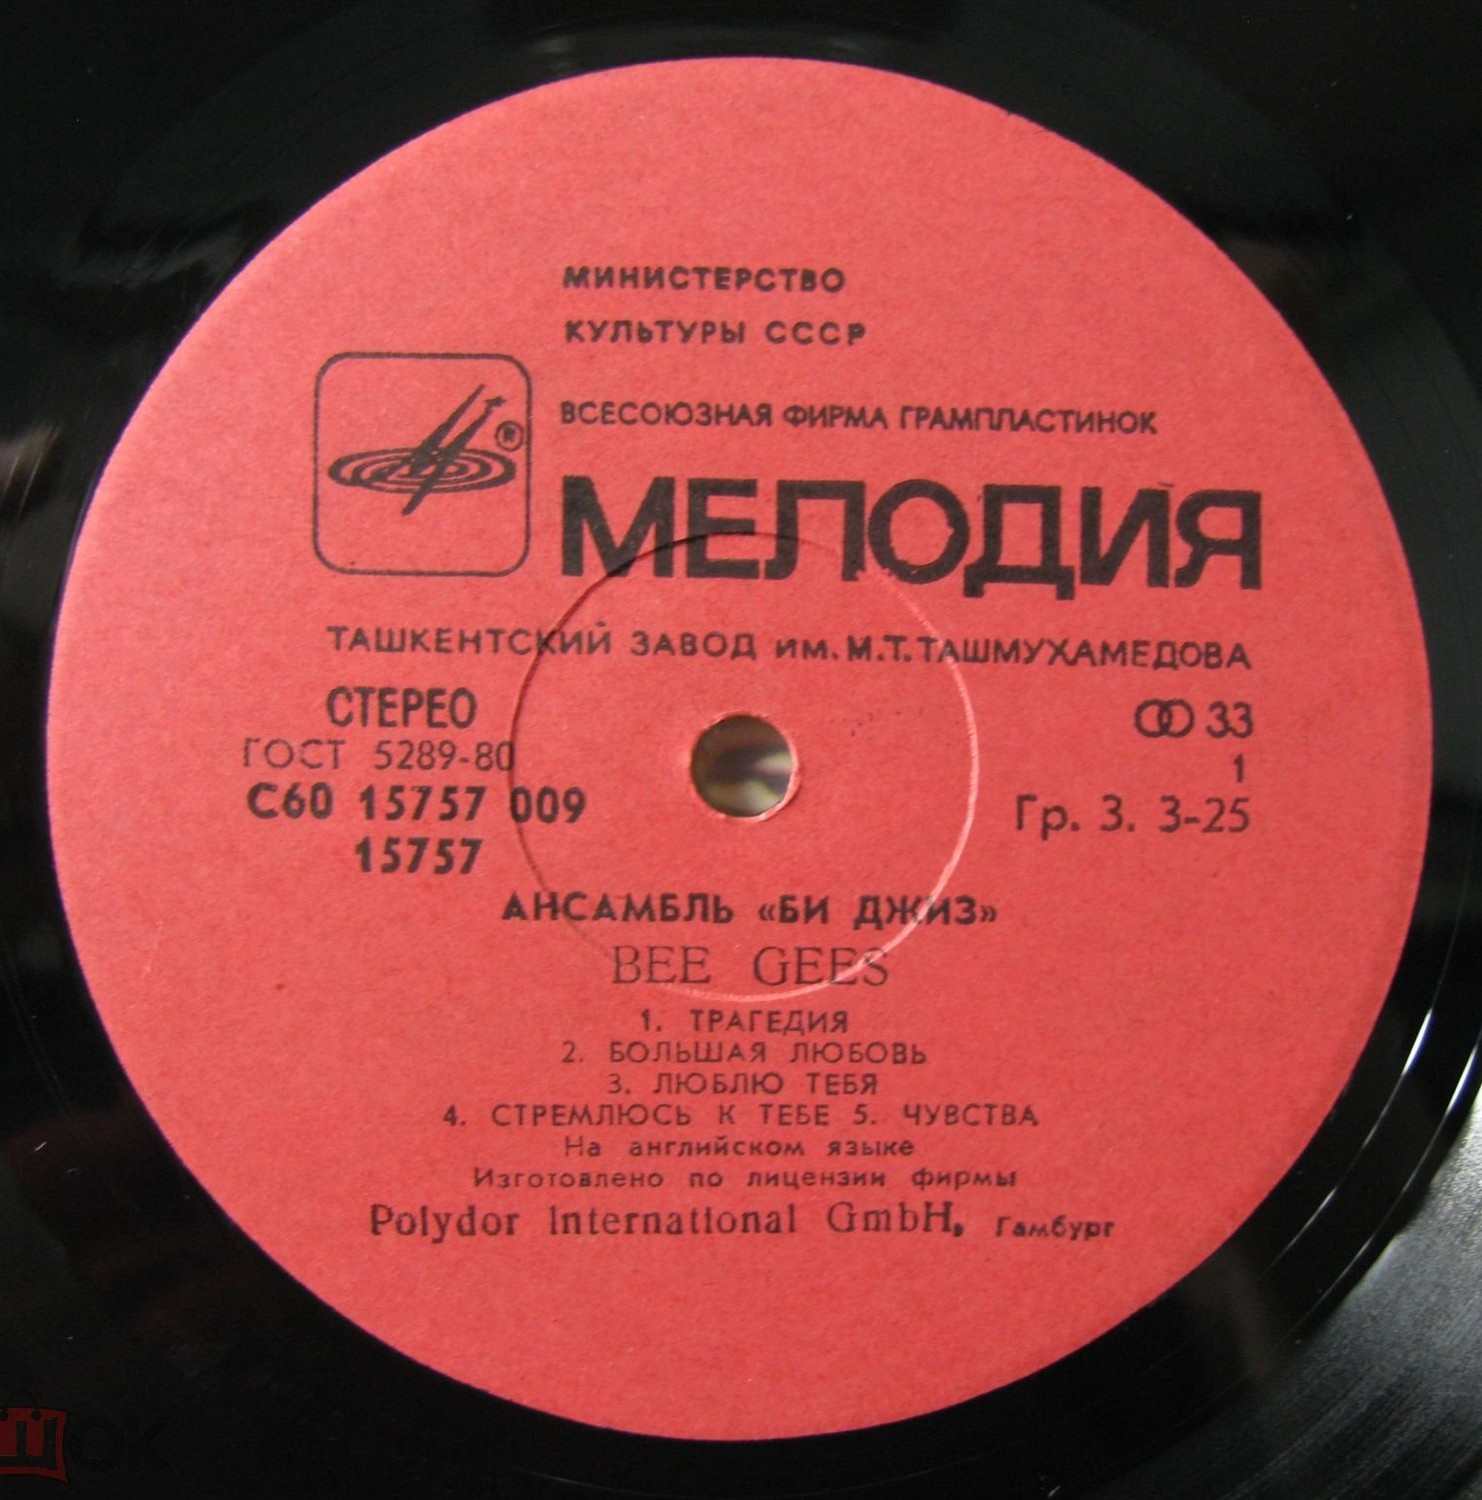 МИНИСТЕРСТВО
КУЛЬТУРЫ СССР
ВСЕСОЮЗНАЯ ФИРМА ГРАМПЛАСТИНОК
®
МЕЛОДИЯ
ТАШКЕНТСКИЙ ЗАВОД им. М.Т. ТАШМУХАМЕДОВА
СТЕРЕО
33
ГОСТ 5289-80
1
С60 15757 009
Гр. 3. 3-25
15757
АНСАМБЛЬ «БИ ДЖИЗ»
BEE GEES
1. ТРАГЕДИЯ
2. БОЛЬШАЯ ЛЮБОВЬ
3. ЛЮБЛЮ ТЕБЯ
4. СТРЕМЛЮСЬ К ТЕБЕ 5. ЧУВСТВА
На английском языке
Изготовлено по лицензии фирмы
Polydor International GmbH, Гамбург